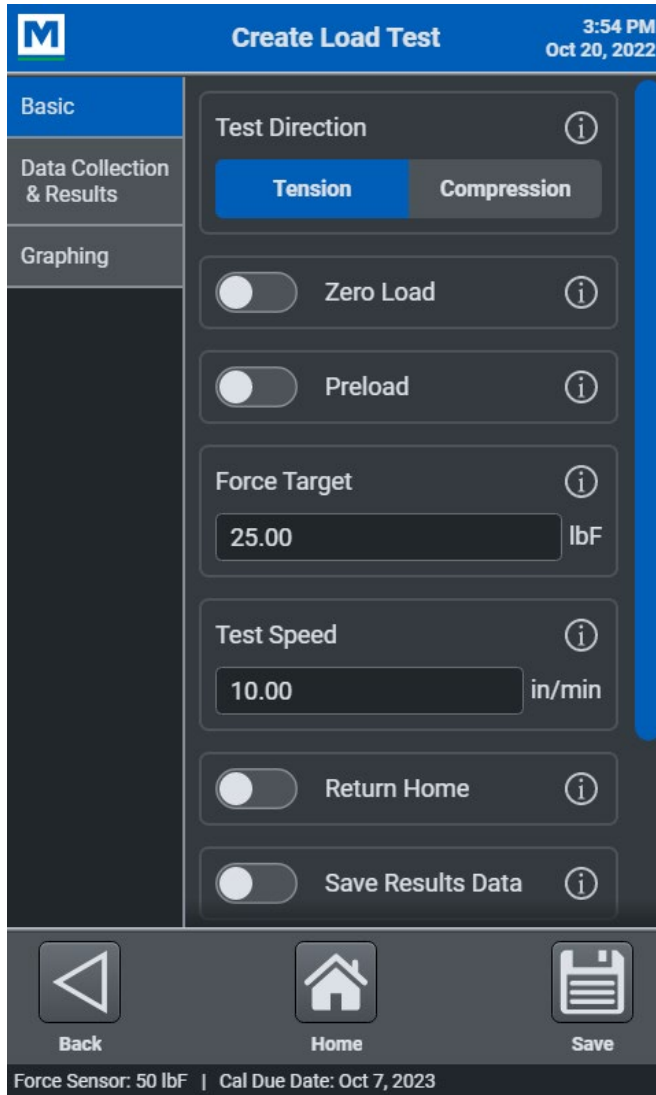 M
Create Load Test
3:54 PM
Oct 20, 2022
Basic
Data Collection
& Results
Graphing
Test Direction
Tension
Compression
Zero Load
Preload
Force Target
25.00
lbF
Test Speed
10.00
in/min
Return Home
Save Results Data
Back
Home
Save
Force Sensor: 50 lbF | Cal Due Date: Oct 7, 2023